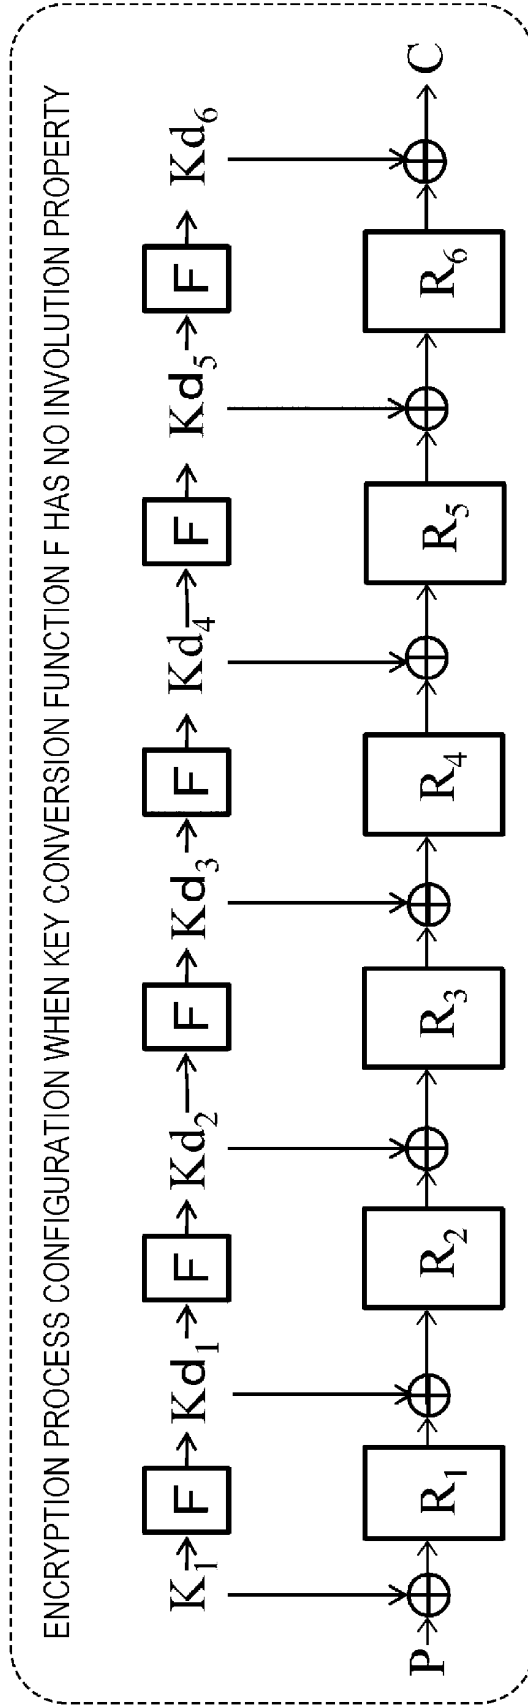 ENCRYPTION PROCESS CONFIGURATION WHEN KEY CONVERSION FUNCTION F HAS NO INVOLUTION PROPERTY
K₁ F Kd₁ F Kd₂ F Kd₃ F Kd₄ F Kd₅ F Kd₆
P R₁ R₂ R₃ R₄ R₅ R₆ C